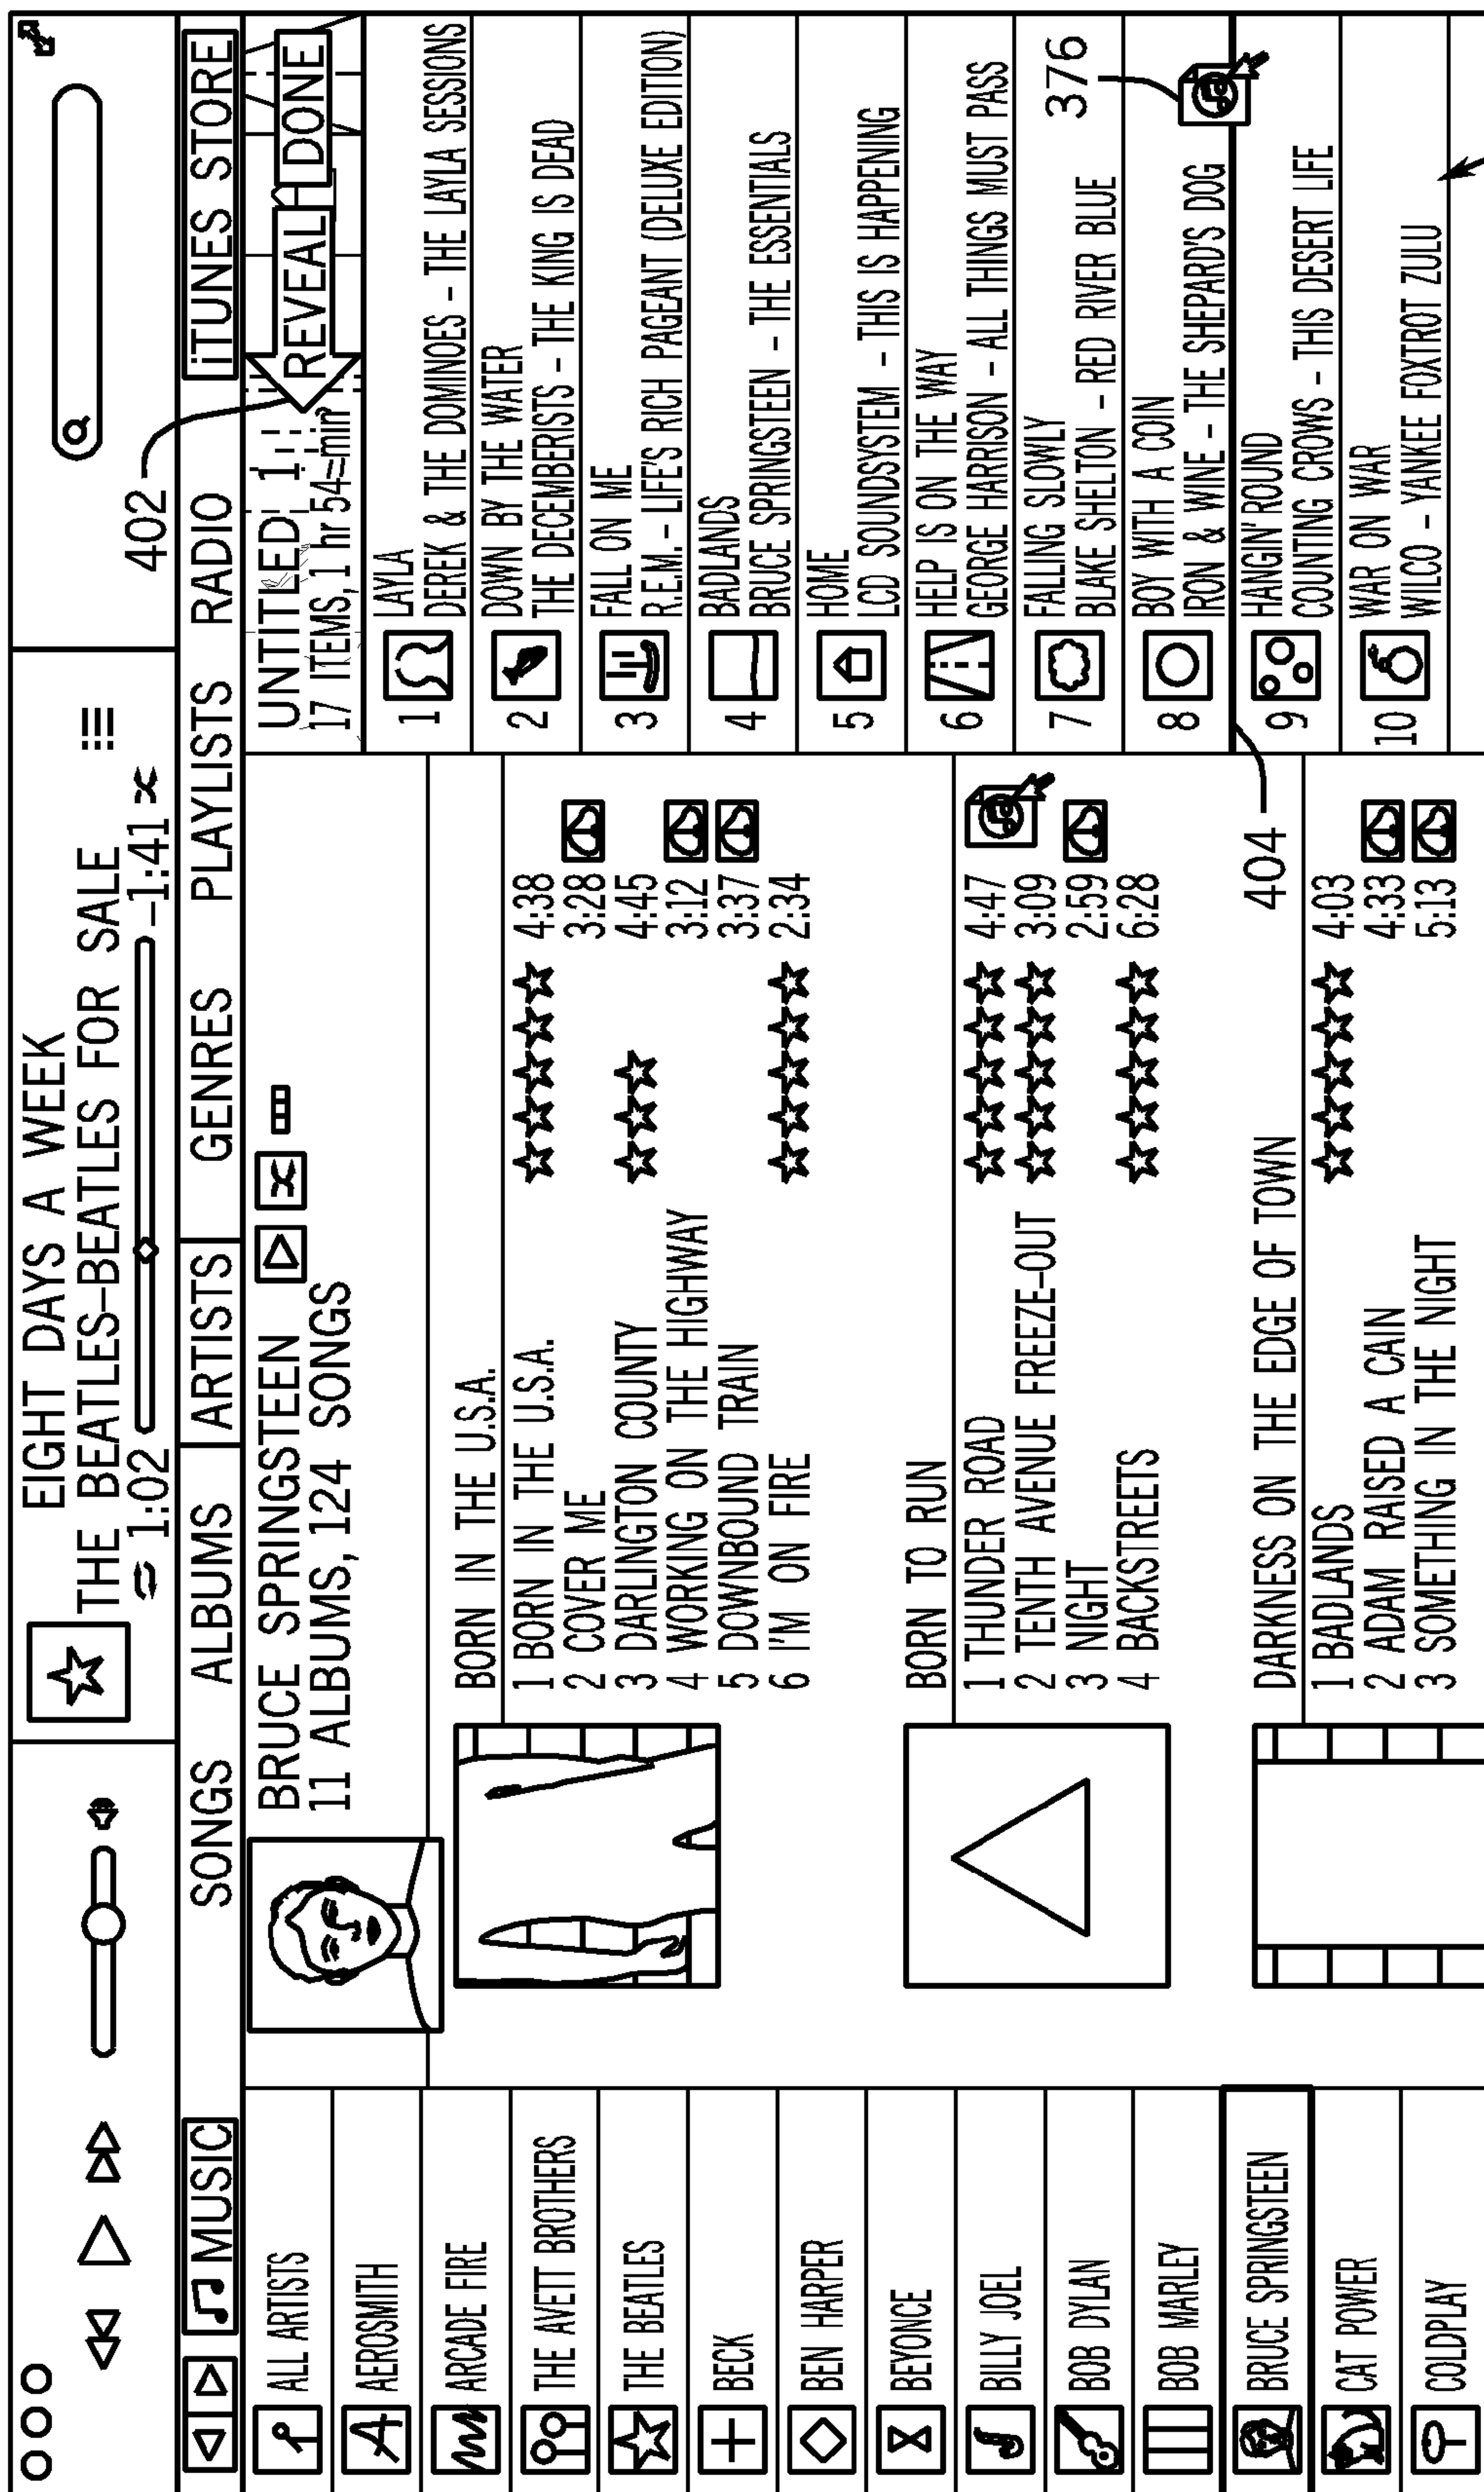 EIGHT DAYS A WEEK
THE BEATLES-BEATLES FOR SALE
1:02
-1:41
402
MUSIC
SONGS
ALBUMS
ARTISTS
GENRES
PLAYLISTS
RADIO
iTUNES STORE
ALL ARTISTS
AEROSMITH
ARCADE FIRE
THE AVETT BROTHERS
THE BEATLES
BECK
BEN HARPER
BEYONCE
BILLY JOEL
BOB DYLAN
BOB MARLEY
BRUCE SPRINGSTEEN
CAT POWER
COLDPLAY
BRUCE SPRINGSTEEN
11 ALBUMS, 124 SONGS
BORN IN THE U.S.A.
1 BORN IN THE U.S.A. 4:38
2 COVER ME 3:28
3 DARLINGTON COUNTY 4:45
4 WORKING ON THE HIGHWAY 3:12
5 DOWNBOUND TRAIN 3:37
6 I'M ON FIRE 2:34
BORN TO RUN
1 THUNDER ROAD 4:47
2 TENTH AVENUE FREEZE-OUT 3:09
3 NIGHT 2:59
4 BACKSTREETS 6:28
DARKNESS ON THE EDGE OF TOWN
1 BADLANDS 4:03
2 ADAM RAISED A CAIN 4:33
3 SOMETHING IN THE NIGHT 5:13
404
UNTITLED 1
17 ITEMS, 1 hr 54 min
REVEAL
DONE
1 LAYLA
DEREK & THE DOMINOES - THE LAYLA SESSIONS
2 DOWN BY THE WATER
THE DECEMBERISTS - THE KING IS DEAD
3 FALL ON ME
R.E.M. - LIFE'S RICH PAGEANT (DELUXE EDITION)
4 BADLANDS
BRUCE SPRINGSTEEN - THE ESSENTIALS
5 HOME
LCD SOUNDSYSTEM - THIS IS HAPPENING
6 HELP IS ON THE WAY
GEORGE HARRISON - ALL THINGS MUST PASS
7 FALLING SLOWLY
BLAKE SHELTON - RED RIVER BLUE
376
8 BOY WITH A COIN
IRON & WINE - THE SHEPARD'S DOG
9 HANGIN' ROUND
COUNTING CROWS - THIS DESERT LIFE
10 WAR ON WAR
WILCO - YANKEE FOXTROT ZULU